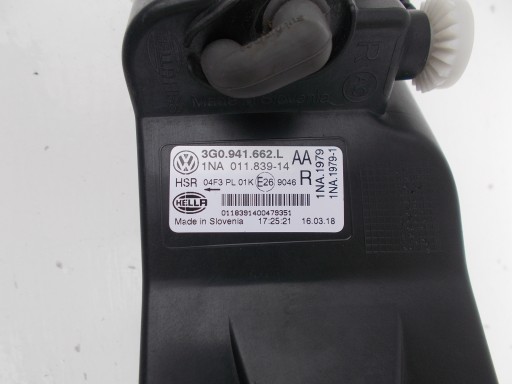 3G0.941.662.L AA
1NA 011.839-14
HSR 04F3 PL 01K E26 9046 R
HELLA
0118391400479351
Made in Slovenia 17:25:21 16.03.18
1NA.1979
1NA.1979-1